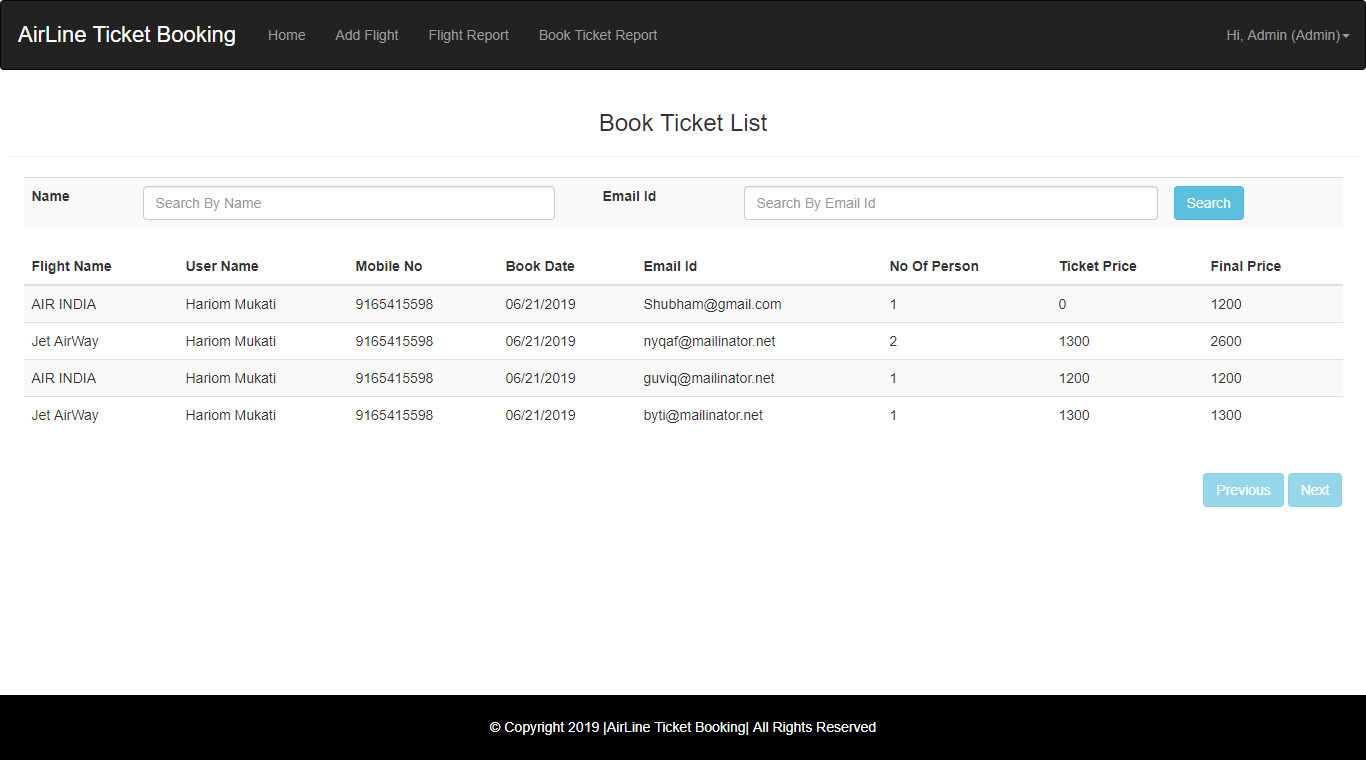 AirLine Ticket Booking Home Add Flight Flight Report Book Ticket Report Hi, Admin (Admin)
Book Ticket List
Name Search By Name Email Id Search By Email Id Search
Flight Name User Name Mobile No Book Date Email Id No Of Person Ticket Price Final Price
AIR INDIA Hariom Mukati 9165415598 06/21/2019 Shubham@gmail.com 1 0 1200
Jet AirWay Hariom Mukati 9165415598 06/21/2019 nyqaf@mailinator.net 2 1300 2600
AIR INDIA Hariom Mukati 9165415598 06/21/2019 guviq@mailinator.net 1 1200 1200
Jet AirWay Hariom Mukati 9165415598 06/21/2019 byti@mailinator.net 1 1300 1300
Previous Next
© Copyright 2019 |AirLine Ticket Booking| All Rights Reserved